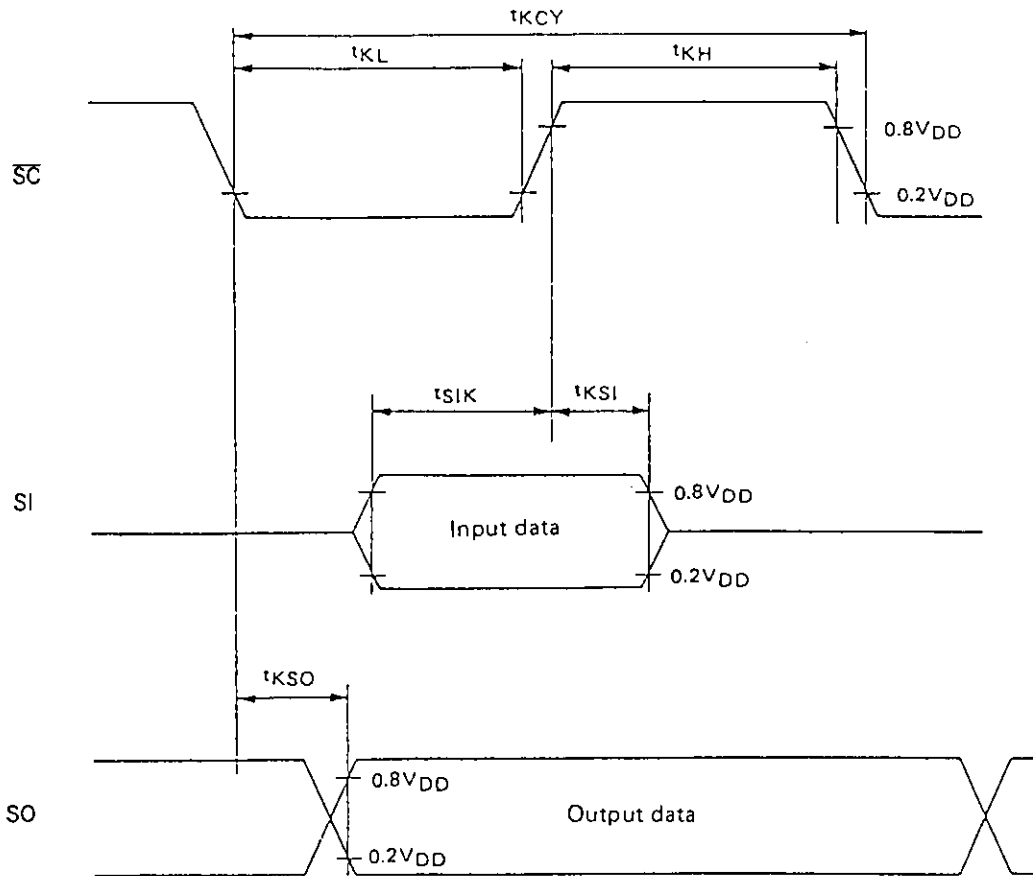 tKCY
tKL
tKH
0.8VDD
SC
0.2VDD
tSIK
tKSI
SI
0.8VDD
Input data
0.2VDD
tKSO
0.8VDD
SO
Output data
0.2VDD